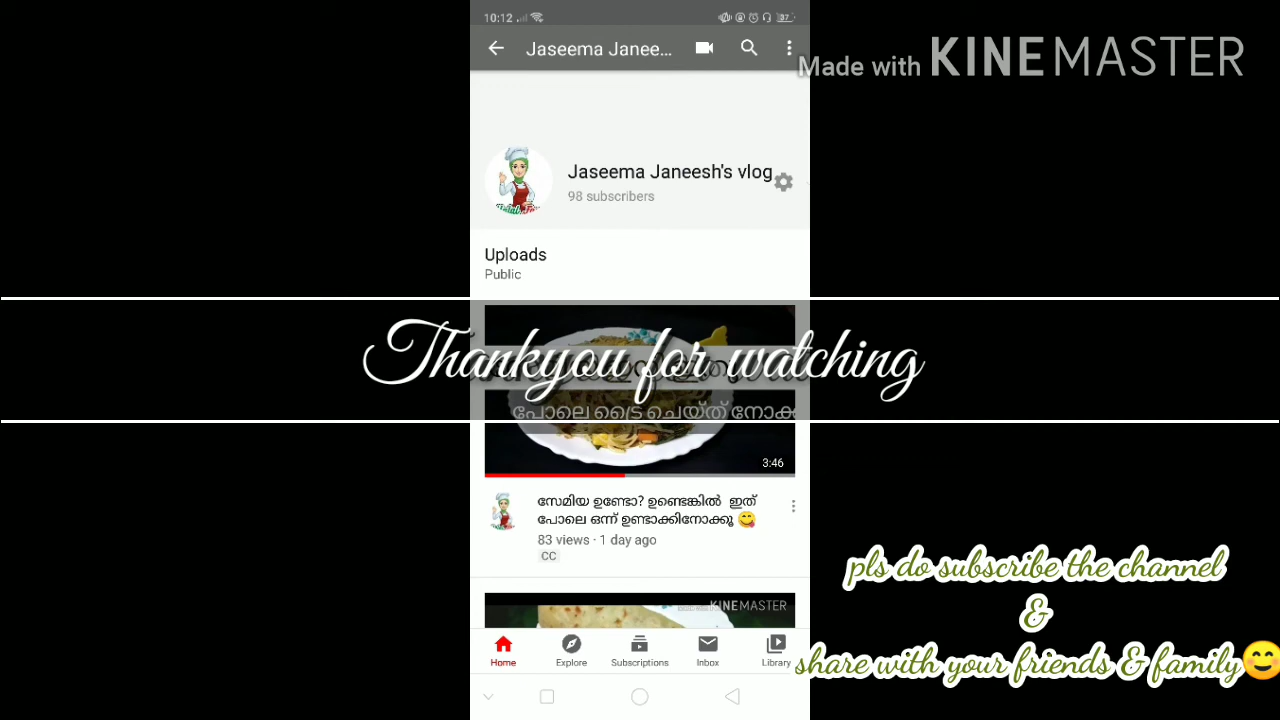 10:12
37
Jaseema Janee...
Made with KINEMASTER
Jaseema Janeesh's vlog
98 subscribers
Uploads
Public
Thankyou for watching
പോലെ ട്രൈ ചെയ്ത് നോക്ക
3:46
സേമിയ ഉണ്ടോ? ഉണ്ടെങ്കിൽ ഇത്
പോലെ ഒന്ന് ഉണ്ടാക്കിനോക്കൂ 😋
83 views · 1 day ago
CC
pls do subscribe the channel
&
share with your friends & family😊
KINEMASTER
Home
Explore
Subscriptions
Inbox
Library